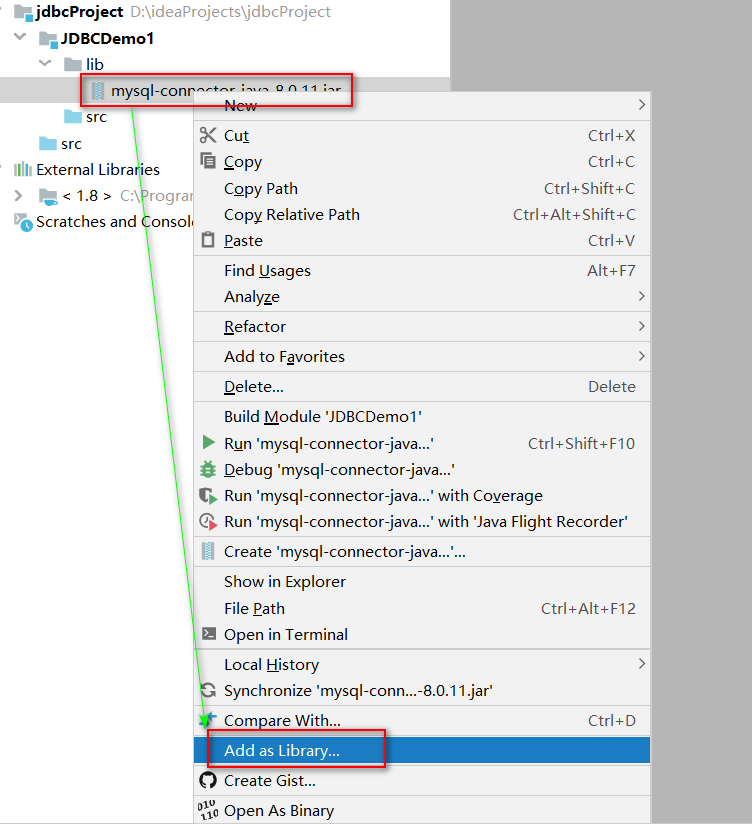 jdbcProject D:\ideaProjects\jdbcProject
JDBCDemo1
lib
mysql-connector-java-8.0.11.jar
src
src
External Libraries
< 1.8 > C:\Progra
Scratches and Consol
New
Cut Ctrl+X
Copy Ctrl+C
Copy Path Ctrl+Shift+C
Copy Relative Path Ctrl+Alt+Shift+C
Paste Ctrl+V
Find Usages Alt+F7
Analyze
Refactor
Add to Favorites
Delete... Delete
Build Module 'JDBCDemo1'
Run 'mysql-connector-java...' Ctrl+Shift+F10
Debug 'mysql-connector-java...'
Run 'mysql-connector-java...' with Coverage
Run 'mysql-connector-java...' with 'Java Flight Recorder'
Create 'mysql-connector-java...'...
Show in Explorer
File Path Ctrl+Alt+F12
Open in Terminal
Local History
Synchronize 'mysql-conn...-8.0.11.jar'
Compare With... Ctrl+D
Add as Library...
Create Gist...
Open As Binary